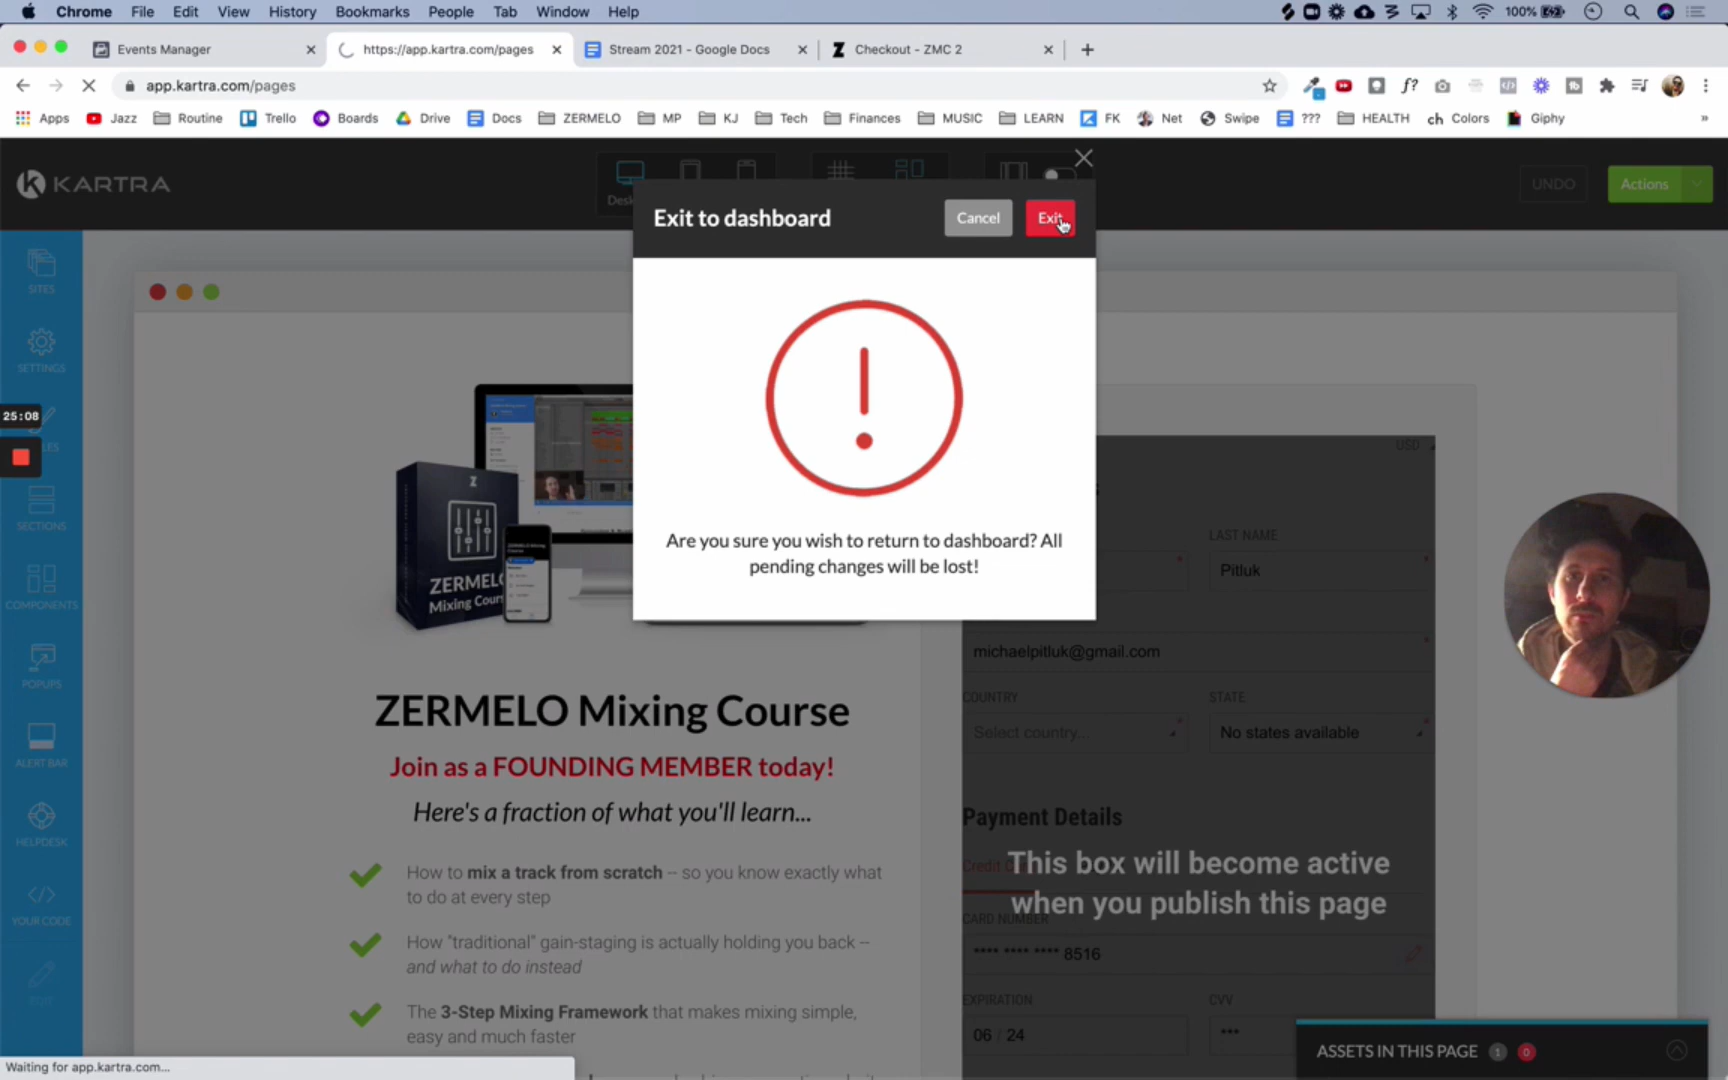 Chrome File Edit View History Bookmarks People Tab Window Help 100%
Events Manager https://app.kartra.com/pages Stream 2021 - Google Docs Checkout - ZMC 2
app.kartra.com/pages
Apps Jazz Routine Trello Boards Drive Docs ZERMELO MP KJ Tech Finances MUSIC LEARN FK Net Swipe ??? HEALTH ch Colors Giphy »
KARTRA
UNDO Actions
Exit to dashboard Cancel Exit
Are you sure you wish to return to dashboard? All
pending changes will be lost!
SITES
SETTINGS
25:08
SECTIONS
COMPONENTS
POPUPS
ALERT BAR
HELPDESK
YOUR CODE
ZERMELO
Mixing Cour
ZERMELO Mixing Course
Join as a FOUNDING MEMBER today!
Here's a fraction of what you'll learn...
How to mix a track from scratch -- so you know exactly what
to do at every step
How "traditional" gain-staging is actually holding you back --
and what to do instead
The 3-Step Mixing Framework that makes mixing simple,
easy and much faster
USD
LAST NAME
Pitluk
michaelpitluk@gmail.com
COUNTRY STATE
Select country... No states available
Payment Details
This box will become active
when you publish this page
CARD NUMBER
**** **** **** 8516
EXPIRATION CVV
06 / 24 ***
ASSETS IN THIS PAGE 1 0
Waiting for app.kartra.com...